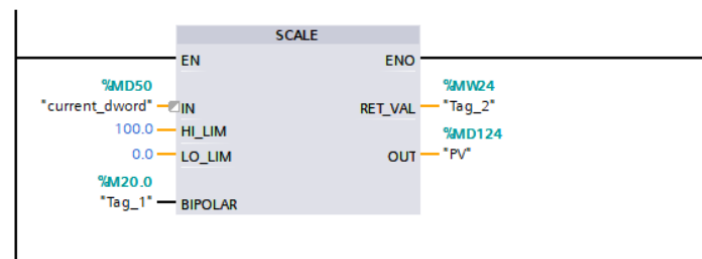 SCALE
EN ENO
%MD50 %MW24
"current_dword" IN RET_VAL "Tag_2"
100.0 HI_LIM %MD124
0.0 LO_LIM OUT "PV"
%M20.0
"Tag_1" BIPOLAR